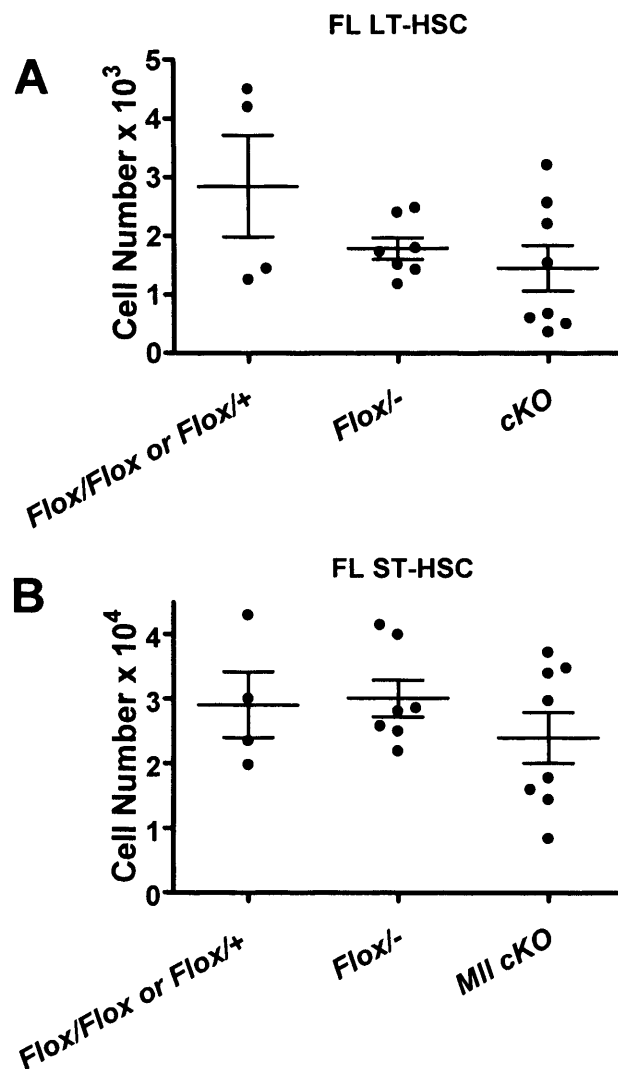 FL LT-HSC
A
Cell Number x 10³
5
4
3
2
1
0
Flox/Flox or Flox/+
Flox/-
cKO
FL ST-HSC
B
Cell Number x 10⁴
4
3
2
1
0
Flox/Flox or Flox/+
Flox/-
Mll cKO